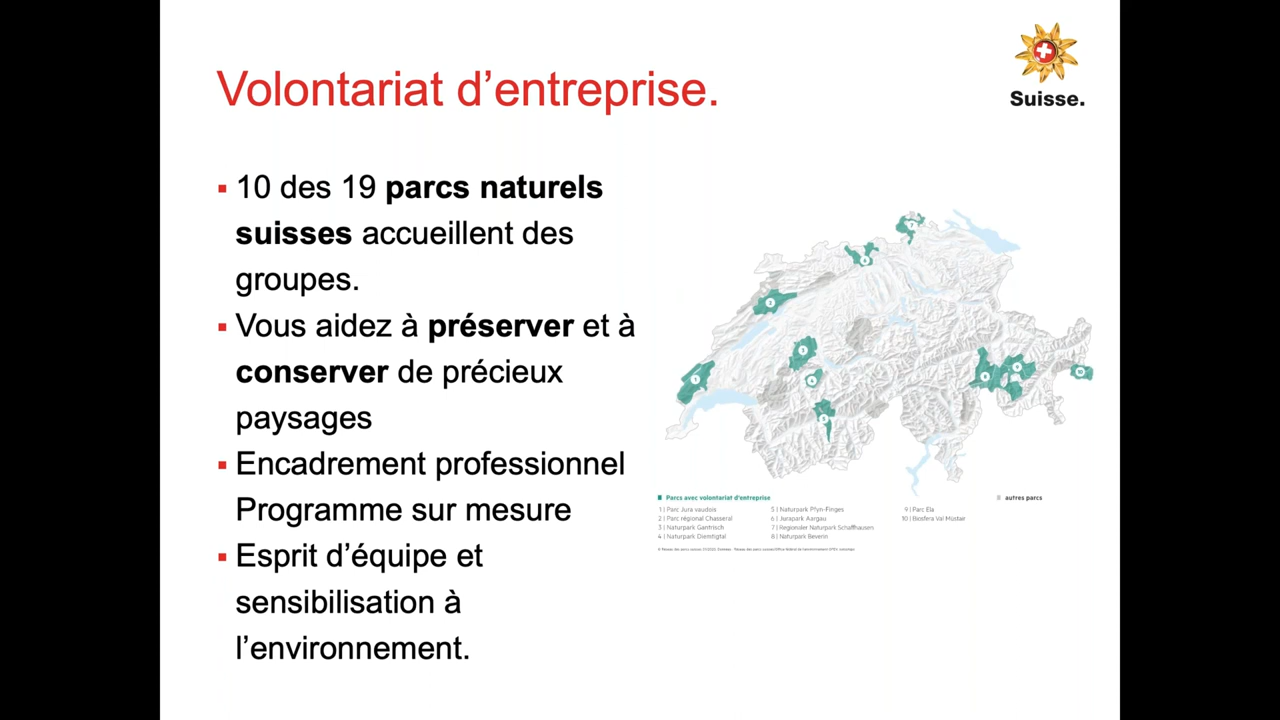 Volontariat d’entreprise.
Suisse.
10 des 19 parcs naturels
suisses accueillent des
groupes.
Vous aidez à préserver et à
conserver de précieux
paysages
Encadrement professionnel
Programme sur mesure
Esprit d’équipe et
sensibilisation à
l’environnement.
Parcs avec volontariat d'entreprise
1 | Parc Jura vaudois
2 | Parc régional Chasseral
3 | Naturpark Gantrisch
4 | Naturpark Diemtigtal
5 | Naturpark Pfyn-Finges
6 | Jurapark Aargau
7 | Regionaler Naturpark Schaffhausen
8 | Naturpark Beverin
9 | Parc Ela
10 | Biosfera Val Müstair
autres parcs